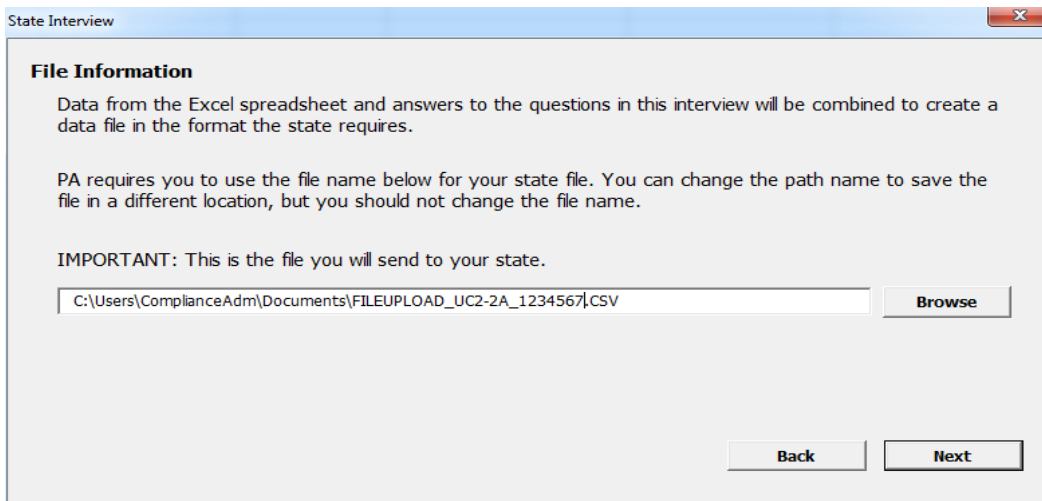 State Interview
File Information
Data from the Excel spreadsheet and answers to the questions in this interview will be combined to create a
data file in the format the state requires.
PA requires you to use the file name below for your state file. You can change the path name to save the
file in a different location, but you should not change the file name.
IMPORTANT: This is the file you will send to your state.
C:\Users\ComplianceAdm\Documents\FILEUPLOAD_UC2-2A_1234567.CSV
Browse
Back
Next